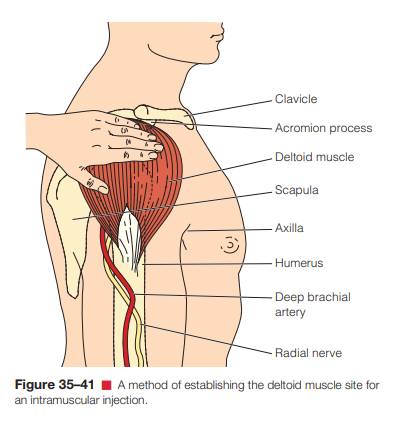 Clavicle
Acromion process
Deltoid muscle
Scapula
Axilla
Humerus
Deep brachial
artery
Radial nerve
Figure 35–41 ■ A method of establishing the deltoid muscle site for
an intramuscular injection.